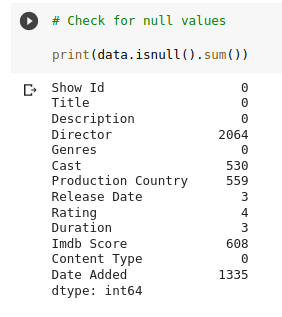 # Check for null values
print(data.isnull().sum())
Show Id 0
Title 0
Description 0
Director 2064
Genres 0
Cast 530
Production Country 559
Release Date 3
Rating 4
Duration 3
Imdb Score 608
Content Type 0
Date Added 1335
dtype: int64